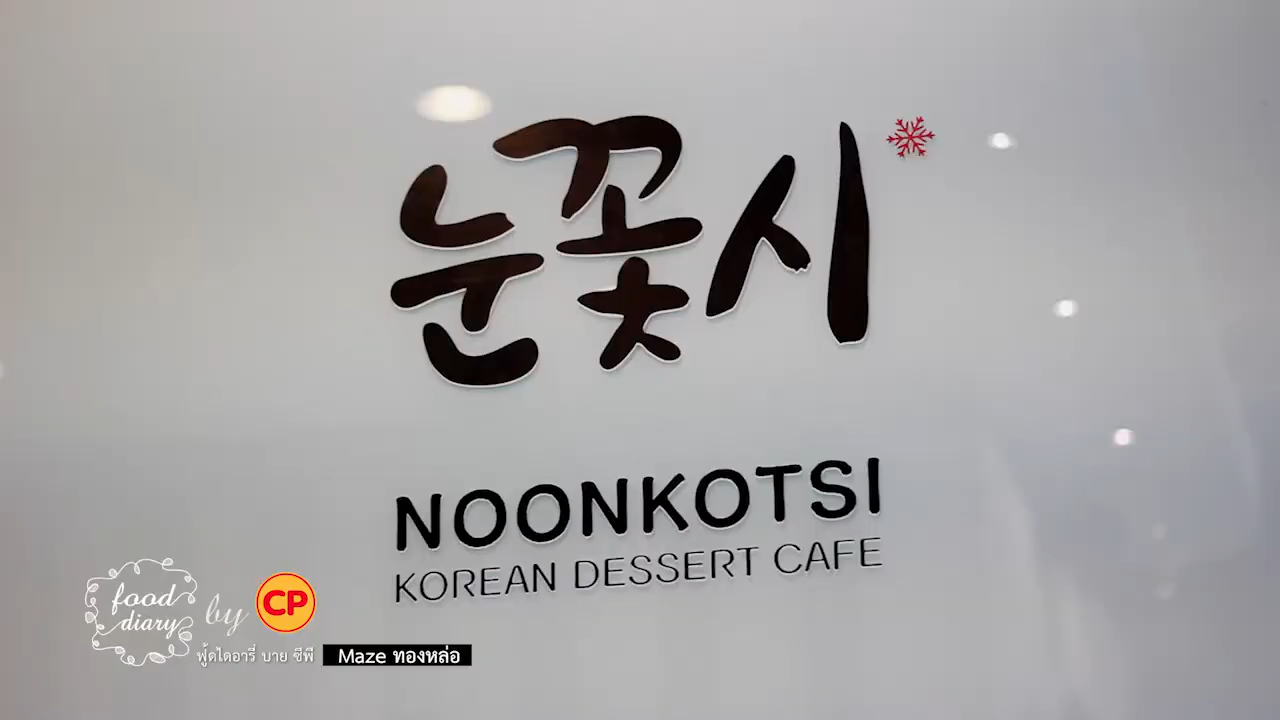 눈꽃시
NOONKOTSI
KOREAN DESSERT CAFE
food diary by CP
ฟู้ดไดอารี่ บาย ซีพี
Maze ทองหล่อ